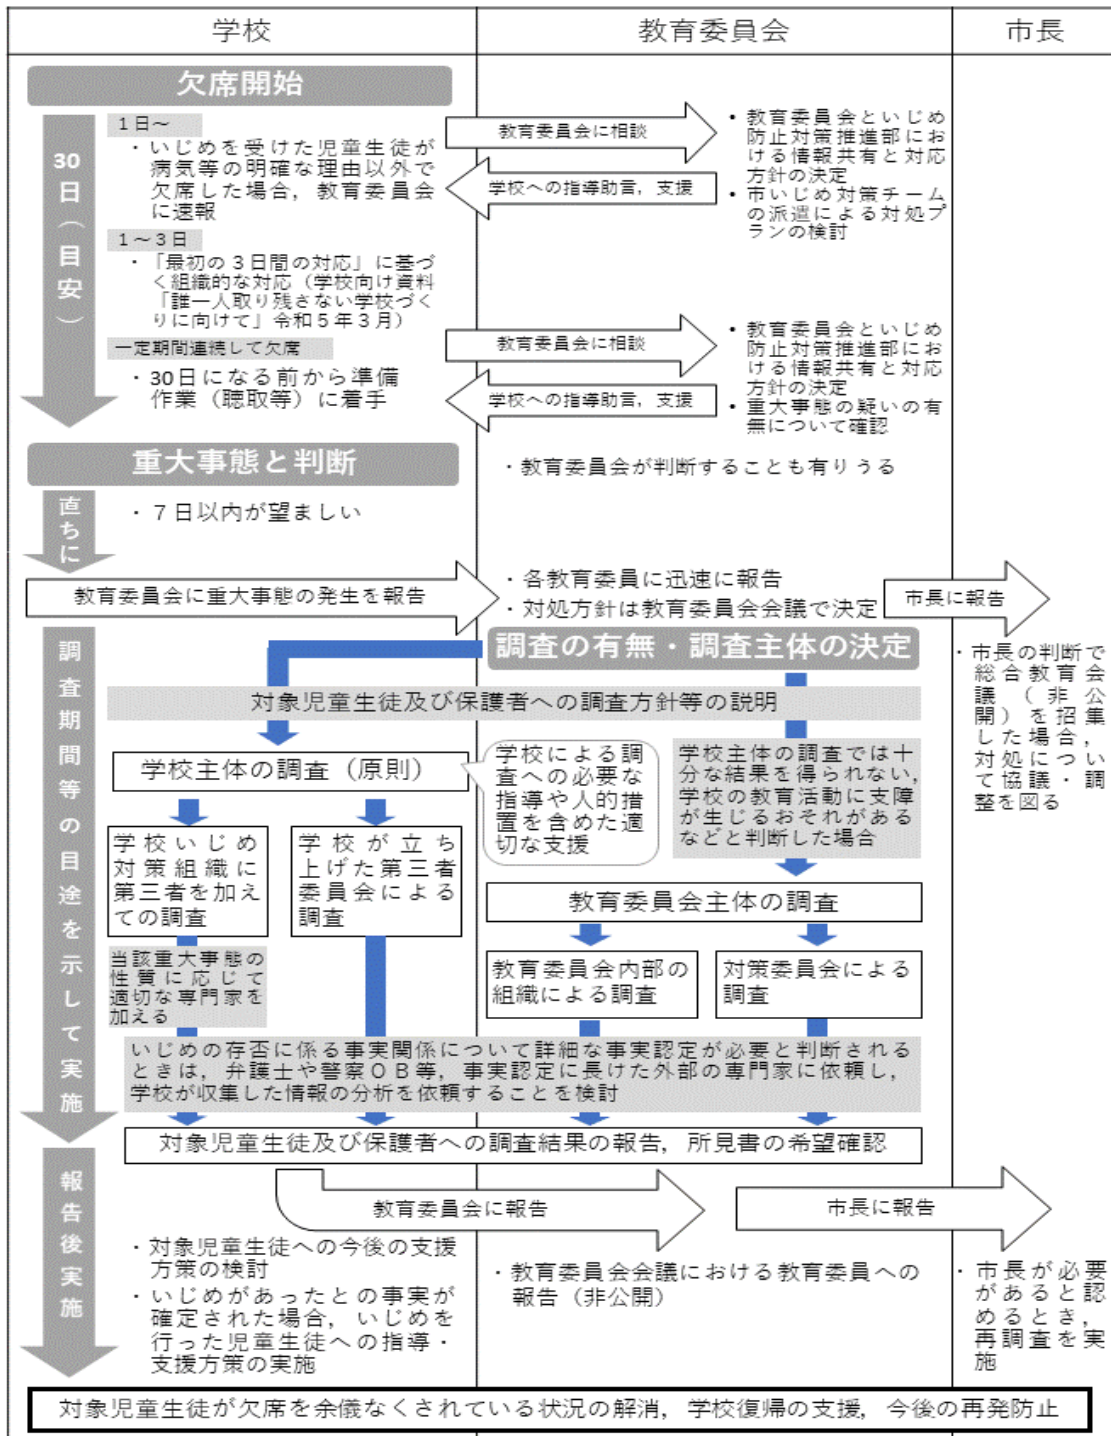 学校
教育委員会
市長
欠席開始
30日（目安）
１日～
・いじめを受けた児童生徒が
病気等の明確な理由以外で
欠席した場合，教育委員会
に速報
教育委員会に相談
学校への指導助言，支援
・教育委員会といじめ
防止対策推進部にお
ける情報共有と対応
方針の決定
・市いじめ対策チーム
の派遣による対処プ
ランの検討
１～３日
・「最初の３日間の対応」に基づ
く組織的な対応（学校向け資料
「誰一人取り残さない学校づく
りに向けて」令和５年３月）
一定期間連続して欠席
・30日になる前から準備
作業（聴取等）に着手
教育委員会に相談
学校への指導助言，支援
・教育委員会といじめ
防止対策推進部にお
ける情報共有と対応
方針の決定
・重大事態の疑いの有
無について確認
重大事態と判断
・教育委員会が判断することも有りうる
直ちに
・７日以内が望ましい
教育委員会に重大事態の発生を報告
・各教育委員に迅速に報告
・対処方針は教育委員会会議で決定
市長に報告
調査期間等の目途を示して実施
調査の有無・調査主体の決定
・市長の判断で
総合教育会
議（非公
開）を招集
した場合，
対処につい
て協議・調
整を図る
対象児童生徒及び保護者への調査方針等の説明
学校主体の調査（原則）
学校による調
査への必要な
指導や人的措
置を含めた適
切な支援
学校主体の調査では十
分な結果を得られない，
学校の教育活動に支障
が生じるおそれがある
などと判断した場合
学校いじめ
対策組織に
第三者を加え
ての調査
学校が立ち
上げた第三者
委員会による
調査
教育委員会主体の調査
当該重大事態の
性質に応じて
適切な専門家を
加える
教育委員会内部の
組織による調査
対策委員会による
調査
いじめの存否に係る事実関係について詳細な事実認定が必要と判断される
ときは，弁護士や警察ＯＢ等，事実認定に長けた外部の専門家に依頼し，
学校が収集した情報の分析を依頼することを検討
対象児童生徒及び保護者への調査結果の報告，所見書の希望確認
報告後実施
教育委員会に報告
市長に報告
・対象児童生徒への今後の支援
方策の検討
・いじめがあったとの事実が
確定された場合，いじめを
行った児童生徒への指導・
支援方策の実施
・教育委員会会議における教育委員への
報告（非公開）
・市長が必要
があると認
めるとき，
再調査を実
施
対象児童生徒が欠席を余儀なくされている状況の解消，学校復帰の支援，今後の再発防止